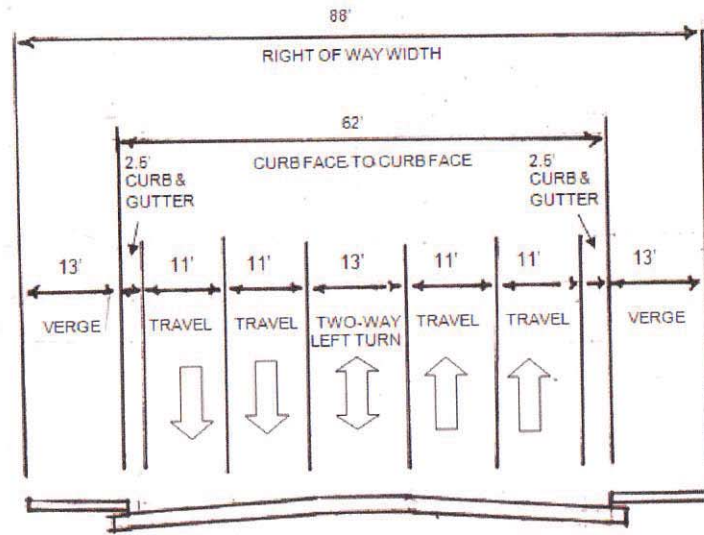 88'
RIGHT OF WAY WIDTH
62'
CURB FACE TO CURB FACE
2.5'
CURB &
GUTTER
2.5'
CURB &
GUTTER
13'
11'
11'
13'
11'
11'
13'
VERGE
TRAVEL
TRAVEL
TWO-WAY
LEFT TURN
TRAVEL
TRAVEL
VERGE